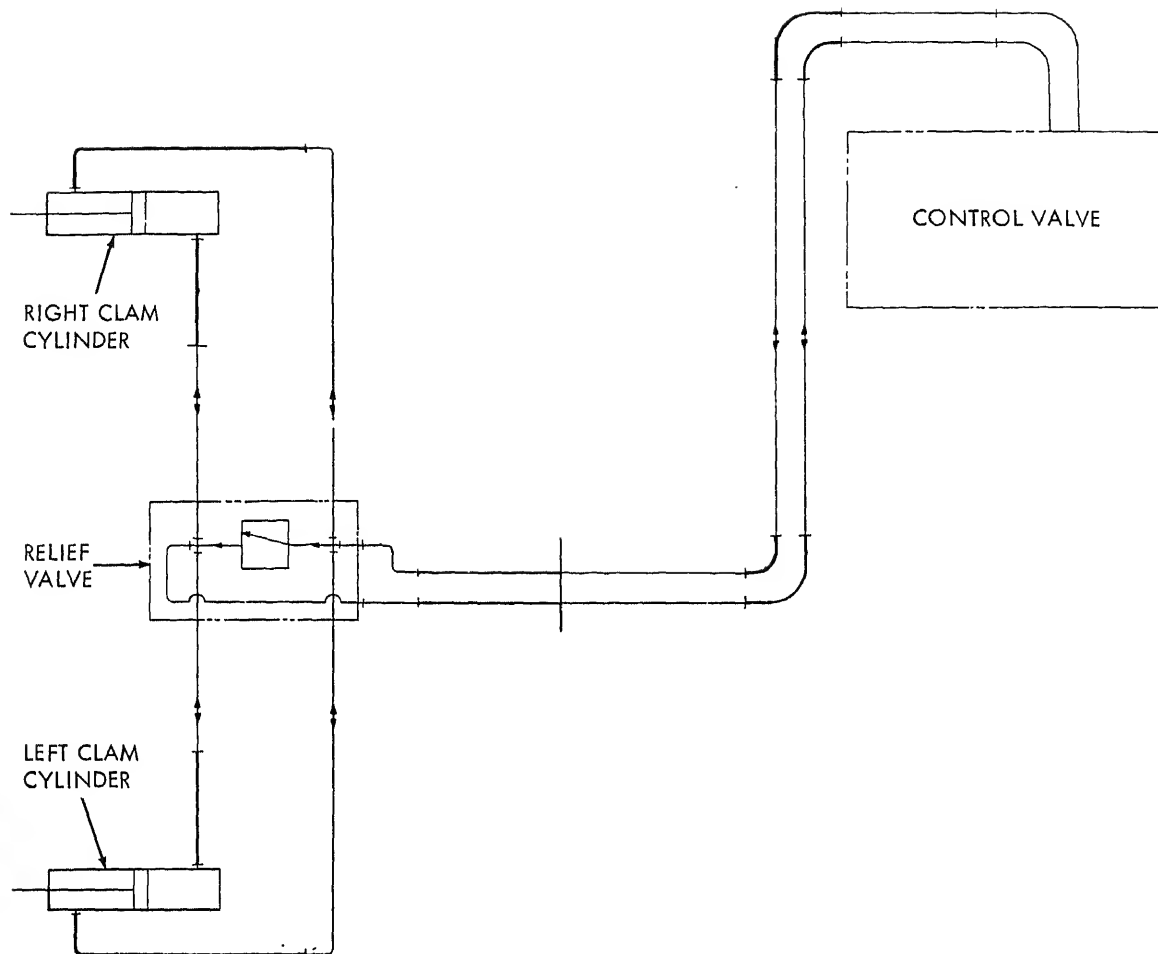 CONTROL VALVE
RIGHT CLAM
CYLINDER
RELIEF
VALVE
LEFT CLAM
CYLINDER